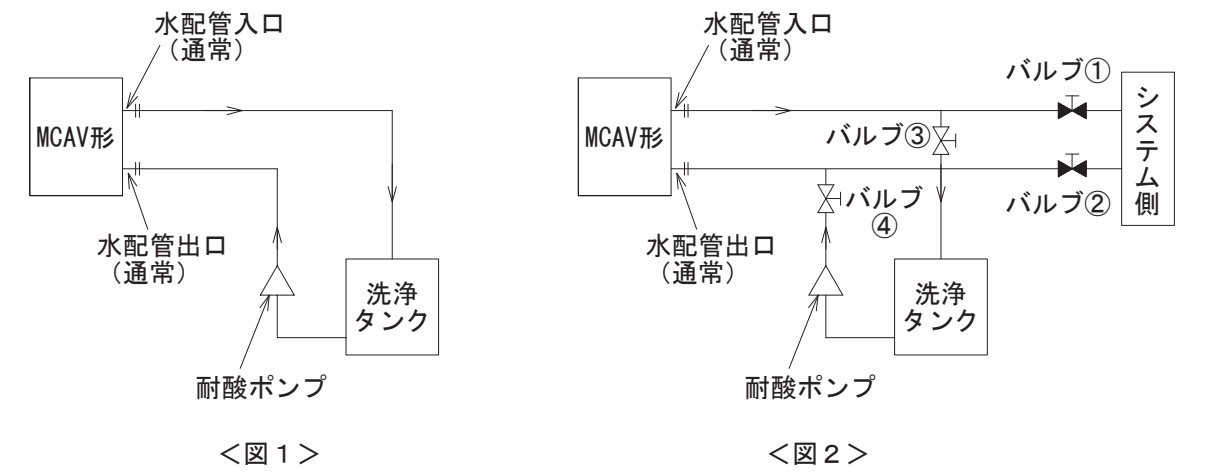 水配管入口
（通常）
MCAV形
水配管出口
（通常）
洗浄
タンク
耐酸ポンプ
＜図１＞
水配管入口
（通常）
バルブ①
MCAV形
バルブ③
システム側
バルブ②
バルブ
④
水配管出口
（通常）
洗浄
タンク
耐酸ポンプ
＜図２＞